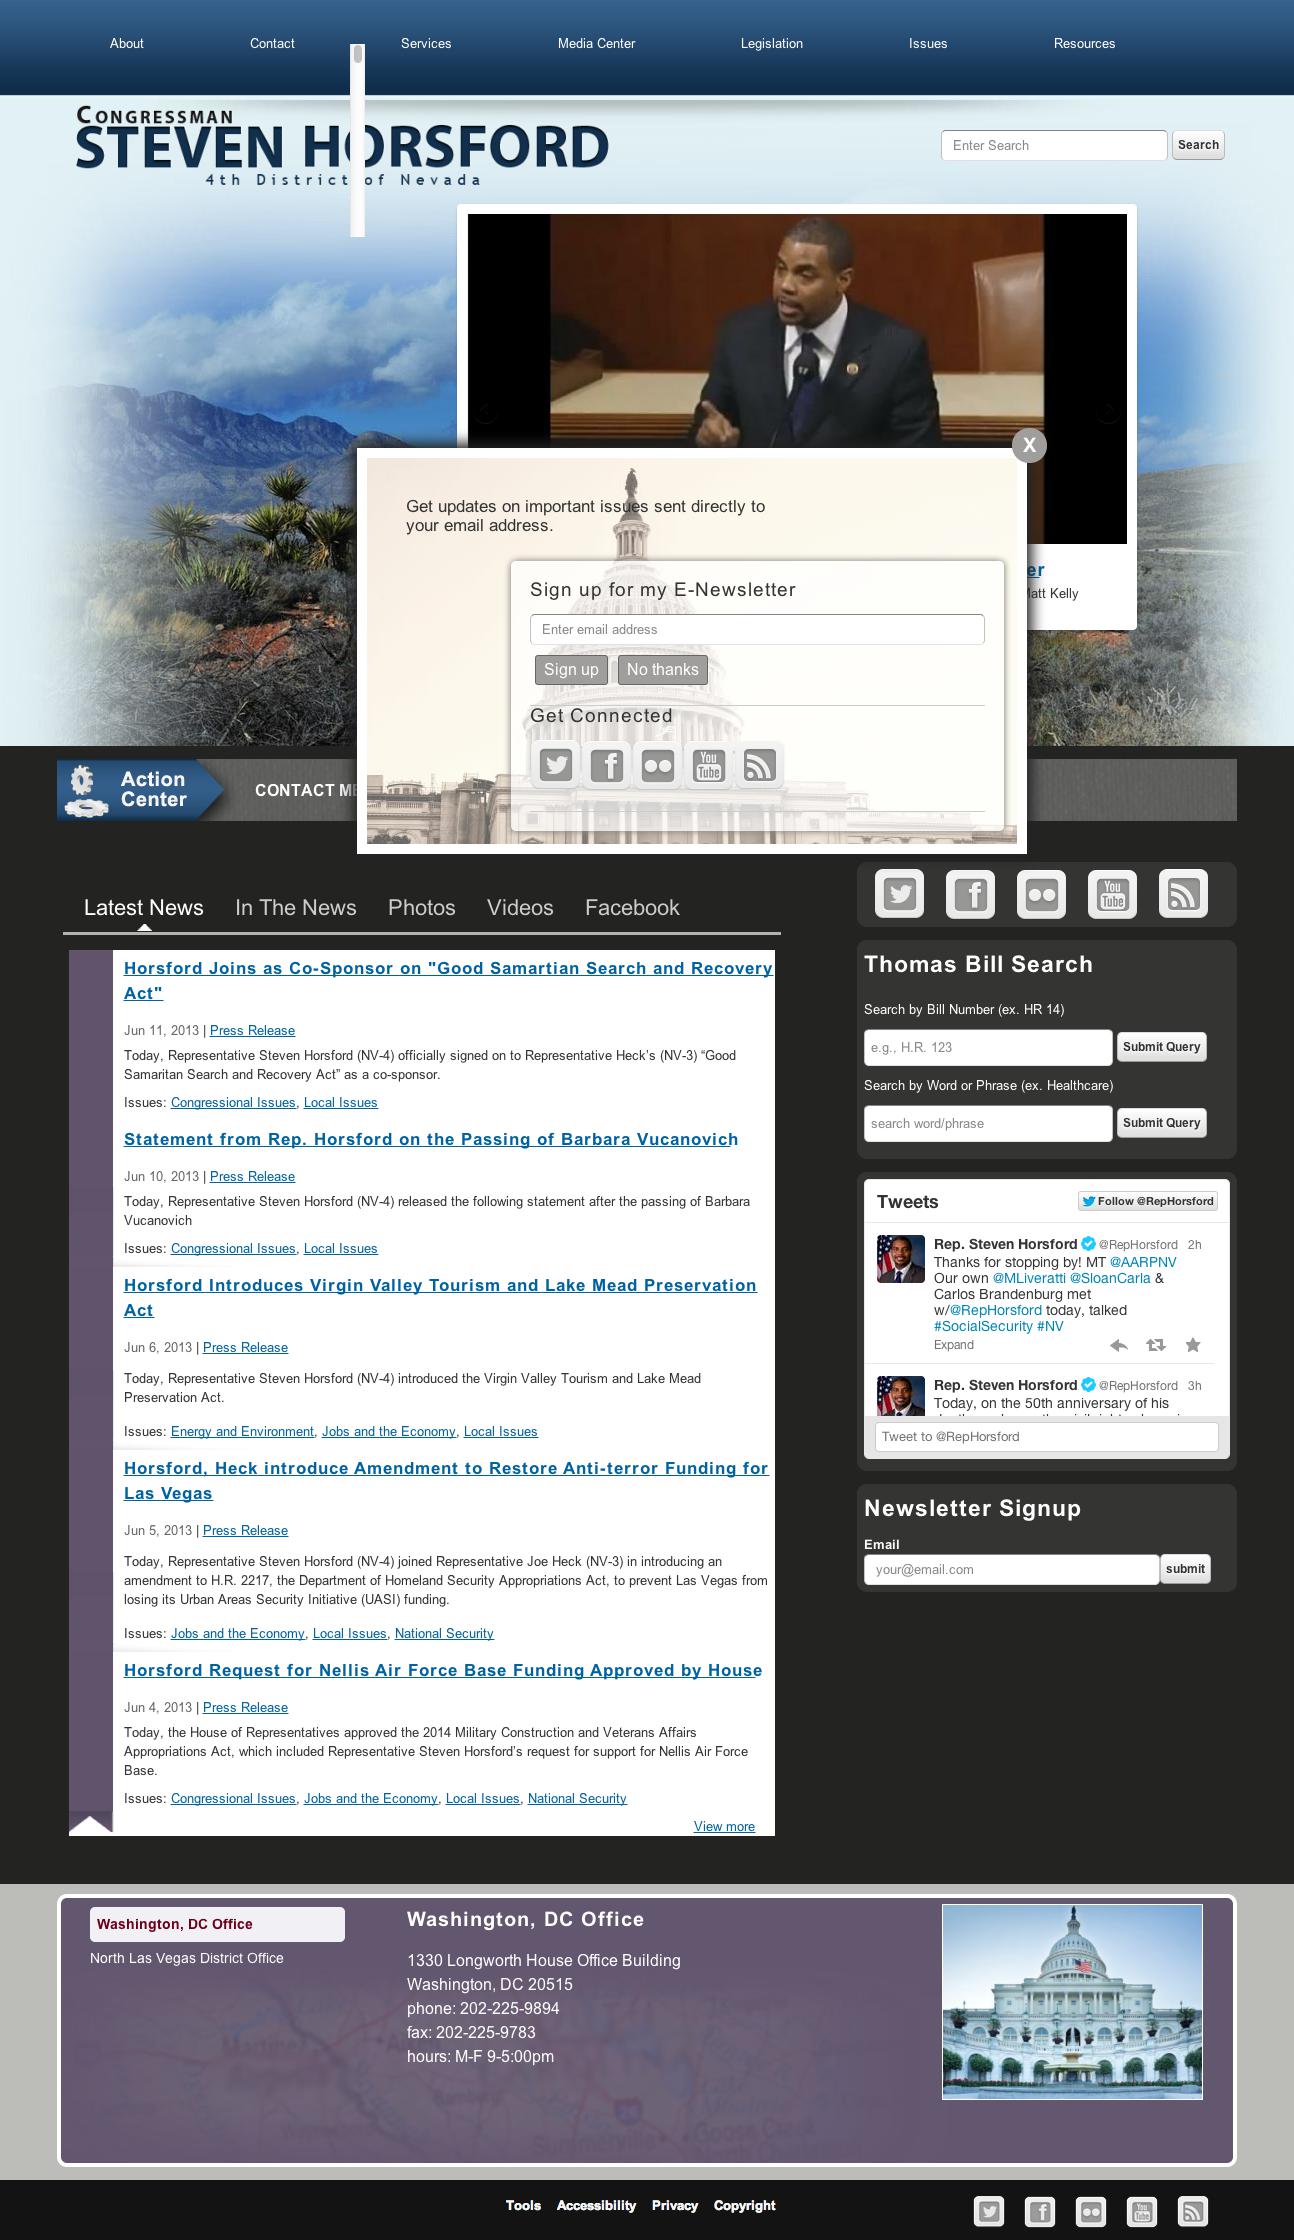 About
Contact
Services
Media Center
Legislation
Issues
Resources
CONGRESSMAN
STEVEN HORSFORD
4th District of Nevada
Enter Search
Search
X
Get updates on important issues sent directly to
your email address.
er
Matt Kelly
Sign up for my E-Newsletter
Enter email address
Sign up
No thanks
Get Connected
You
Tube
Action
Center
CONTACT ME
You
Tube
Latest News
In The News
Photos
Videos
Facebook
Horsford Joins as Co-Sponsor on "Good Samartian Search and Recovery
Act"
Jun 11, 2013 | Press Release
Today, Representative Steven Horsford (NV-4) officially signed on to Representative Heck's (NV-3) “Good
Samaritan Search and Recovery Act” as a co-sponsor.
Issues: Congressional Issues, Local Issues
Statement from Rep. Horsford on the Passing of Barbara Vucanovich
Jun 10, 2013 | Press Release
Today, Representative Steven Horsford (NV-4) released the following statement after the passing of Barbara
Vucanovich
Issues: Congressional Issues, Local Issues
Horsford Introduces Virgin Valley Tourism and Lake Mead Preservation
Act
Jun 6, 2013 | Press Release
Today, Representative Steven Horsford (NV-4) introduced the Virgin Valley Tourism and Lake Mead
Preservation Act.
Issues: Energy and Environment, Jobs and the Economy, Local Issues
Horsford, Heck introduce Amendment to Restore Anti-terror Funding for
Las Vegas
Jun 5, 2013 | Press Release
Today, Representative Steven Horsford (NV-4) joined Representative Joe Heck (NV-3) in introducing an
amendment to H.R. 2217, the Department of Homeland Security Appropriations Act, to prevent Las Vegas from
losing its Urban Areas Security Initiative (UASI) funding.
Issues: Jobs and the Economy, Local Issues, National Security
Horsford Request for Nellis Air Force Base Funding Approved by House
Jun 4, 2013 | Press Release
Today, the House of Representatives approved the 2014 Military Construction and Veterans Affairs
Appropriations Act, which included Representative Steven Horsford's request for support for Nellis Air Force
Base.
Issues: Congressional Issues, Jobs and the Economy, Local Issues, National Security
View more
Thomas Bill Search
Search by Bill Number (ex. HR 14)
e.g., H.R. 123
Submit Query
Search by Word or Phrase (ex. Healthcare)
search word/phrase
Submit Query
Tweets
Follow @RepHorsford
Rep. Steven Horsford @RepHorsford 2h
Thanks for stopping by! MT @AARPNV
Our own @MLiveratti @SloanCarla &
Carlos Brandenburg met
w/@RepHorsford today, talked
#SocialSecurity #NV
Expand
Rep. Steven Horsford @RepHorsford 3h
Today, on the 50th anniversary of his
Tweet to @RepHorsford
Newsletter Signup
Email
your@email.com
submit
Washington, DC Office
North Las Vegas District Office
Washington, DC Office
1330 Longworth House Office Building
Washington, DC 20515
phone: 202-225-9894
fax: 202-225-9783
hours: M-F 9-5:00pm
Tools
Accessibility
Privacy
Copyright
You
Tube